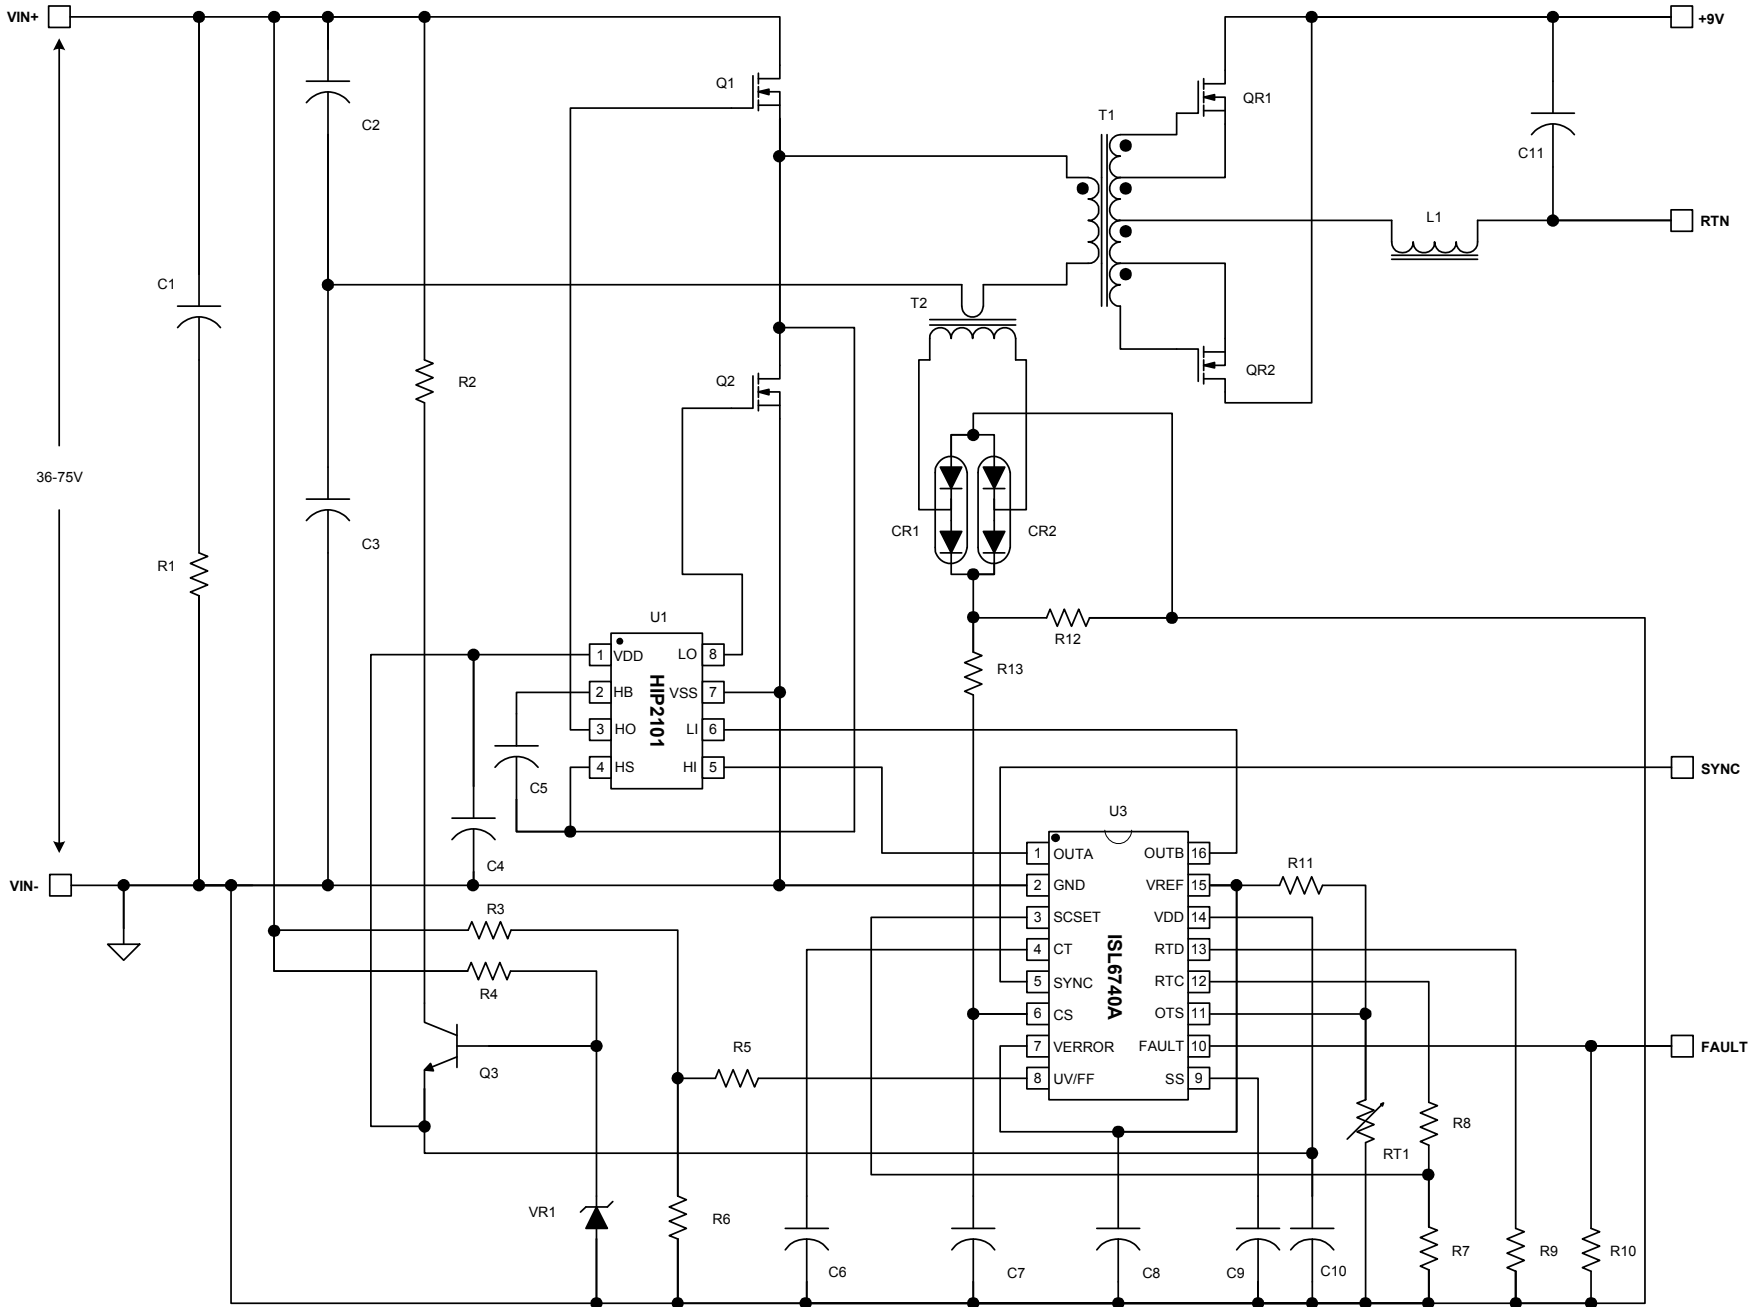 VIN+
+9V
Q1
QR1
C2
T1
C11
RTN
L1
C1
T2
R2
Q2
QR2
36-75V
CR1
CR2
C3
R1
U1
R12
1 VDD LO 8
R13
2 HB VSS 7
3 HO LI 6
4 HS HI 5
HIP2101
SYNC
C5
U3
C4
1 OUTA OUTB 16
R11
VIN-
2 GND VREF 15
R3
3 SCSET VDD 14
4 CT RTD 13
R4
5 SYNC RTC 12
6 CS OTS 11
7 VERROR FAULT 10
8 UV/FF SS 9
ISL6740A
FAULT
R5
Q3
R8
RT1
VR1
R6
C6
C7
C8
C9
C10
R7
R9
R10